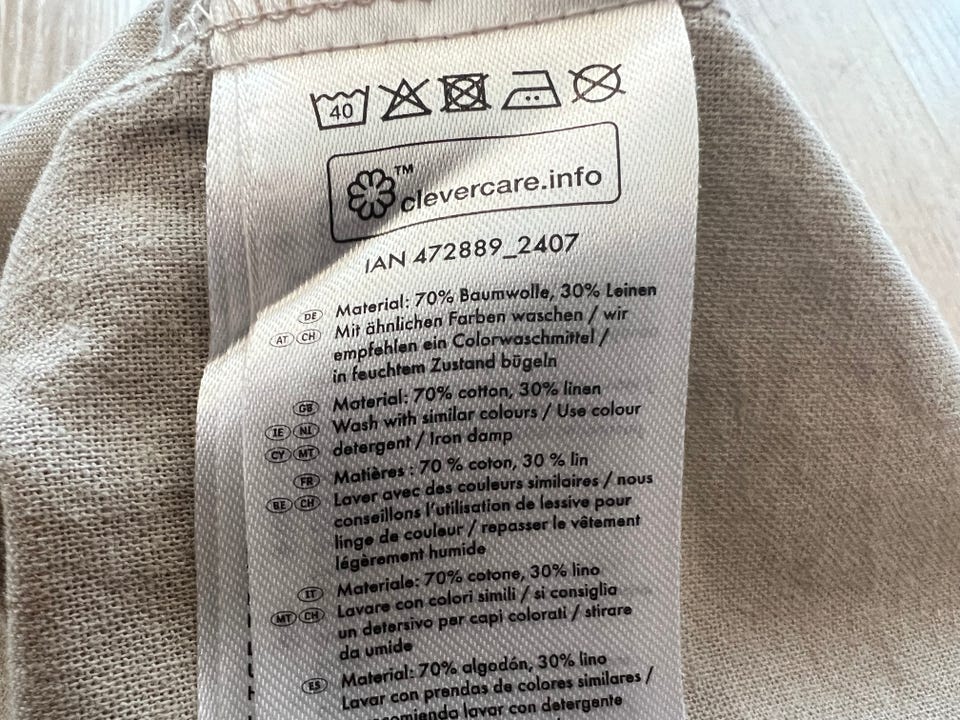 40
™
clevercare.info
IAN 472889_2407
DE Material: 70% Baumwolle, 30% Leinen
AT CH Mit ähnlichen Farben waschen / wir
empfehlen ein Colorwaschmittel /
in feuchtem Zustand bügeln
GB Material: 70% cotton, 30% linen
IE NI Wash with similar colours / Use colour
CY MT detergent / Iron damp
FR Matières : 70 % coton, 30 % lin
BE CH Laver avec des couleurs similaires / nous
conseillons l'utilisation de lessive pour
linge de couleur / repasser le vêtement
légèrement humide
IT Materiale: 70% cotone, 30% lino
MT CH Lavare con colori simili / si consiglia
un detersivo per capi colorati / stirare
da umide
ES Material: 70% algodón, 30% lino
Lavar con prendas de colores similares /
lavar con detergente